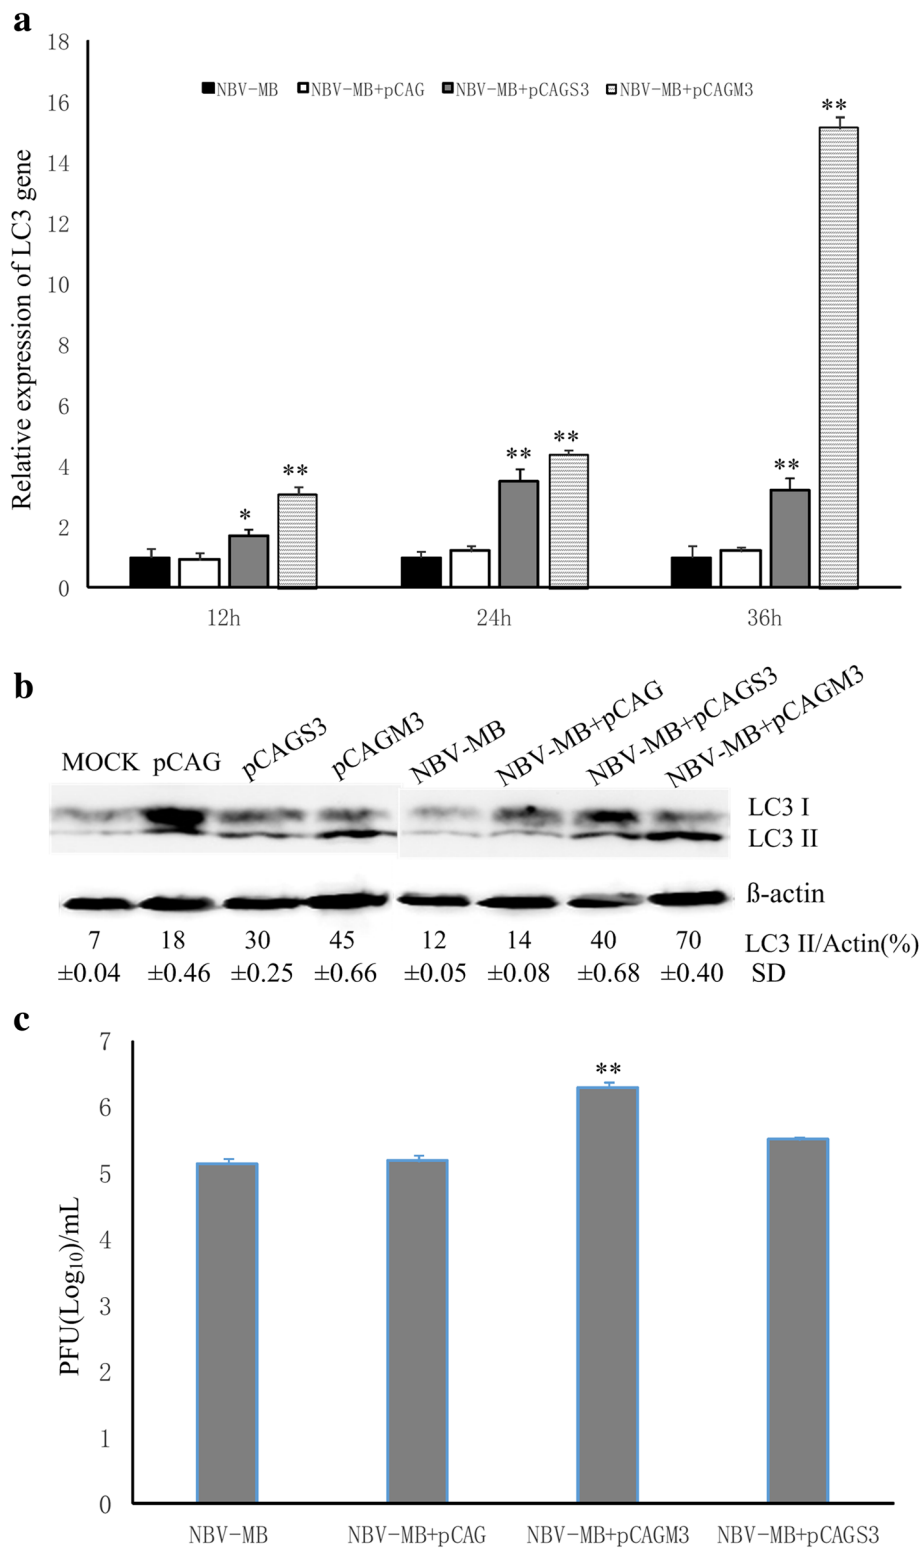 a
18
16
14
12
10
8
6
4
2
0
Relative expression of LC3 gene
NBV-MB NBV-MB+pCAG NBV-MB+pCAGS3 NBV-MB+pCAGM3
* ** ** ** ** **
12h 24h 36h
b
MOCK pCAG pCAGS3 pCAGM3 NBV-MB NBV-MB+pCAG NBV-MB+pCAGS3 NBV-MB+pCAGM3
LC3 I
LC3 II
ß-actin
7 18 30 45 12 14 40 70 LC3 II/Actin(%)
±0.04 ±0.46 ±0.25 ±0.66 ±0.05 ±0.08 ±0.68 ±0.40 SD
c
7
6
5
4
3
2
1
0
PFU(Log10)/mL
**
NBV-MB NBV-MB+pCAG NBV-MB+pCAGM3 NBV-MB+pCAGS3